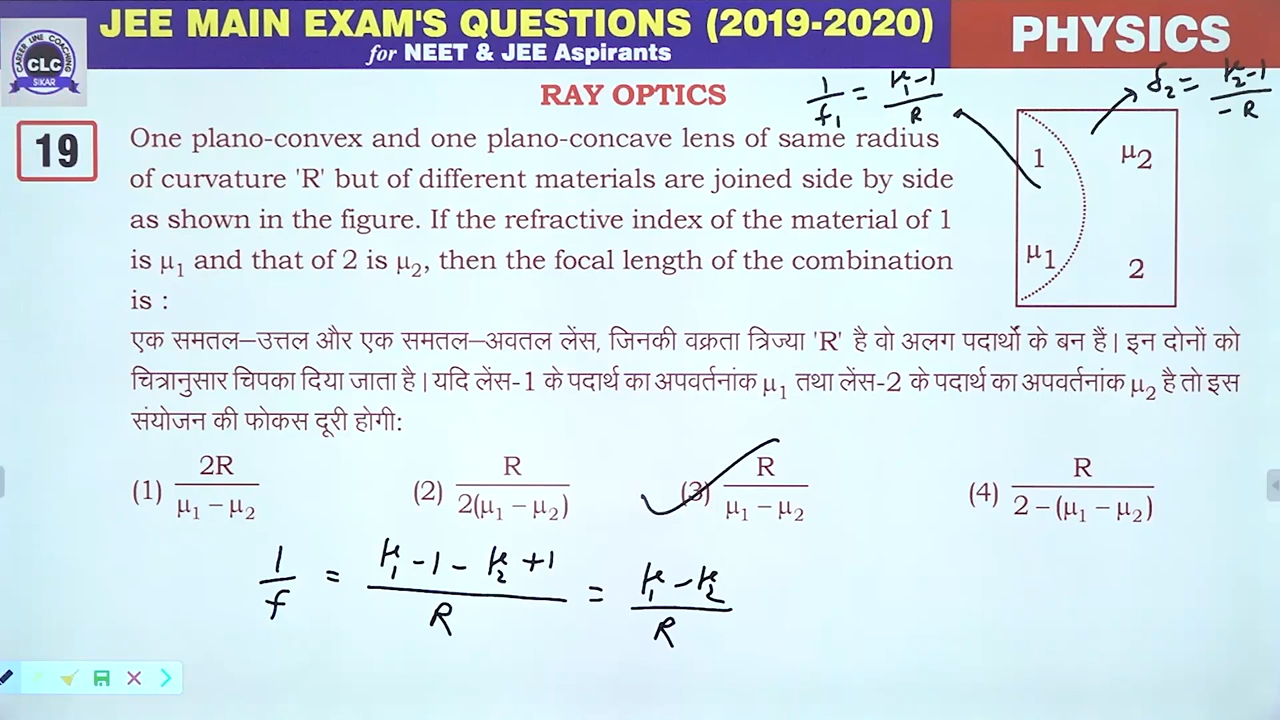 JEE MAIN EXAM'S QUESTIONS (2019-2020)
for NEET & JEE Aspirants
PHYSICS
CAREER LINE COACHING
CLC
SIKAR
RAY OPTICS
1/f₁ = μ₁-1/R
f₂ = μ₂-1/-R
19
One plano-convex and one plano-concave lens of same radius
of curvature 'R' but of different materials are joined side by side
as shown in the figure. If the refractive index of the material of 1
is μ₁ and that of 2 is μ₂, then the focal length of the combination
is :
1
μ₂
μ₁
2
एक समतल–उत्तल और एक समतल–अवतल लेंस, जिनकी वक्रता त्रिज्या 'R' है वो अलग पदार्थों के बन हैं। इन दोनों को
चित्रानुसार चिपका दिया जाता है। यदि लेंस-1 के पदार्थ का अपवर्तनांक μ₁ तथा लेंस-2 के पदार्थ का अपवर्तनांक μ₂ है तो इस
संयोजन की फोकस दूरी होगी:
(1) 2R/μ₁ – μ₂
(2) R/2(μ₁ – μ₂)
(3) R/μ₁ – μ₂
(4) R/2 – (μ₁ – μ₂)
1/f = μ₁ -1 - μ₂ +1/R = μ₁ - μ₂/R